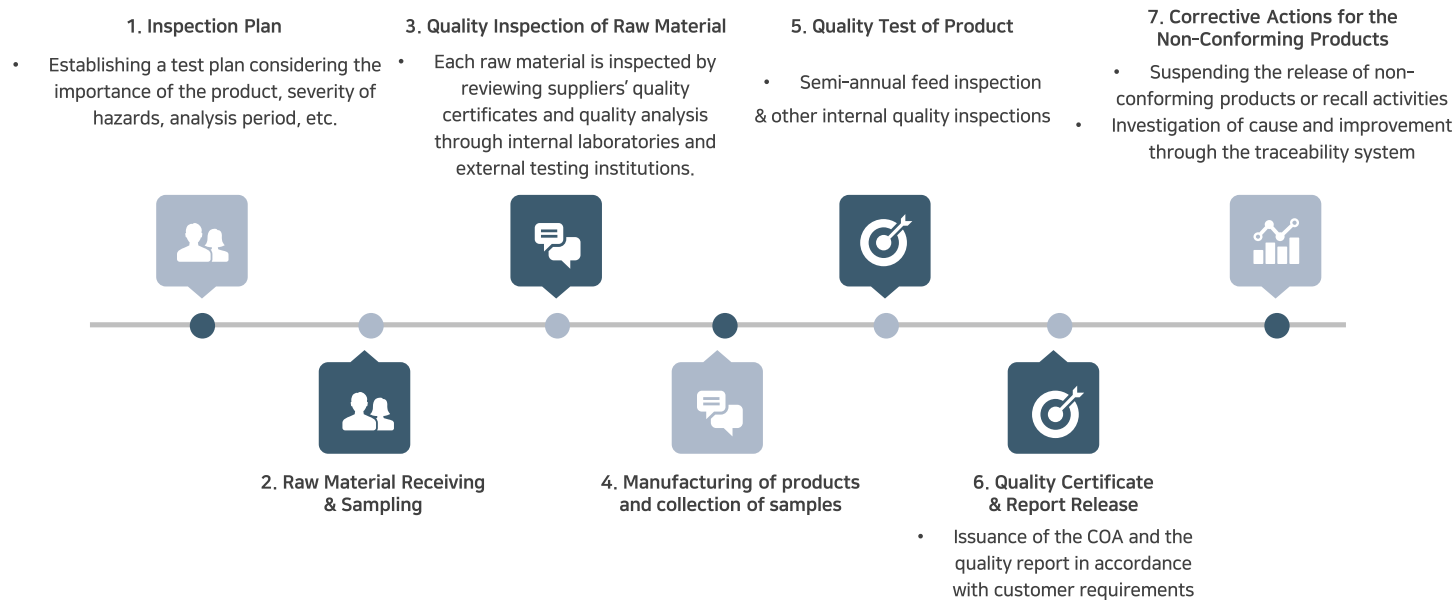 1. Inspection Plan
• Establishing a test plan considering the
importance of the product, severity of
hazards, analysis period, etc.
2. Raw Material Receiving
& Sampling
3. Quality Inspection of Raw Material
• Each raw material is inspected by
reviewing suppliers’ quality
certificates and quality analysis
through internal laboratories and
external testing institutions.
4. Manufacturing of products
and collection of samples
5. Quality Test of Product
• Semi-annual feed inspection
& other internal quality inspections
6. Quality Certificate
& Report Release
• Issuance of the COA and the
quality report in accordance
with customer requirements
7. Corrective Actions for the
Non-Conforming Products
• Suspending the release of non-
conforming products or recall activities
• Investigation of cause and improvement
through the traceability system